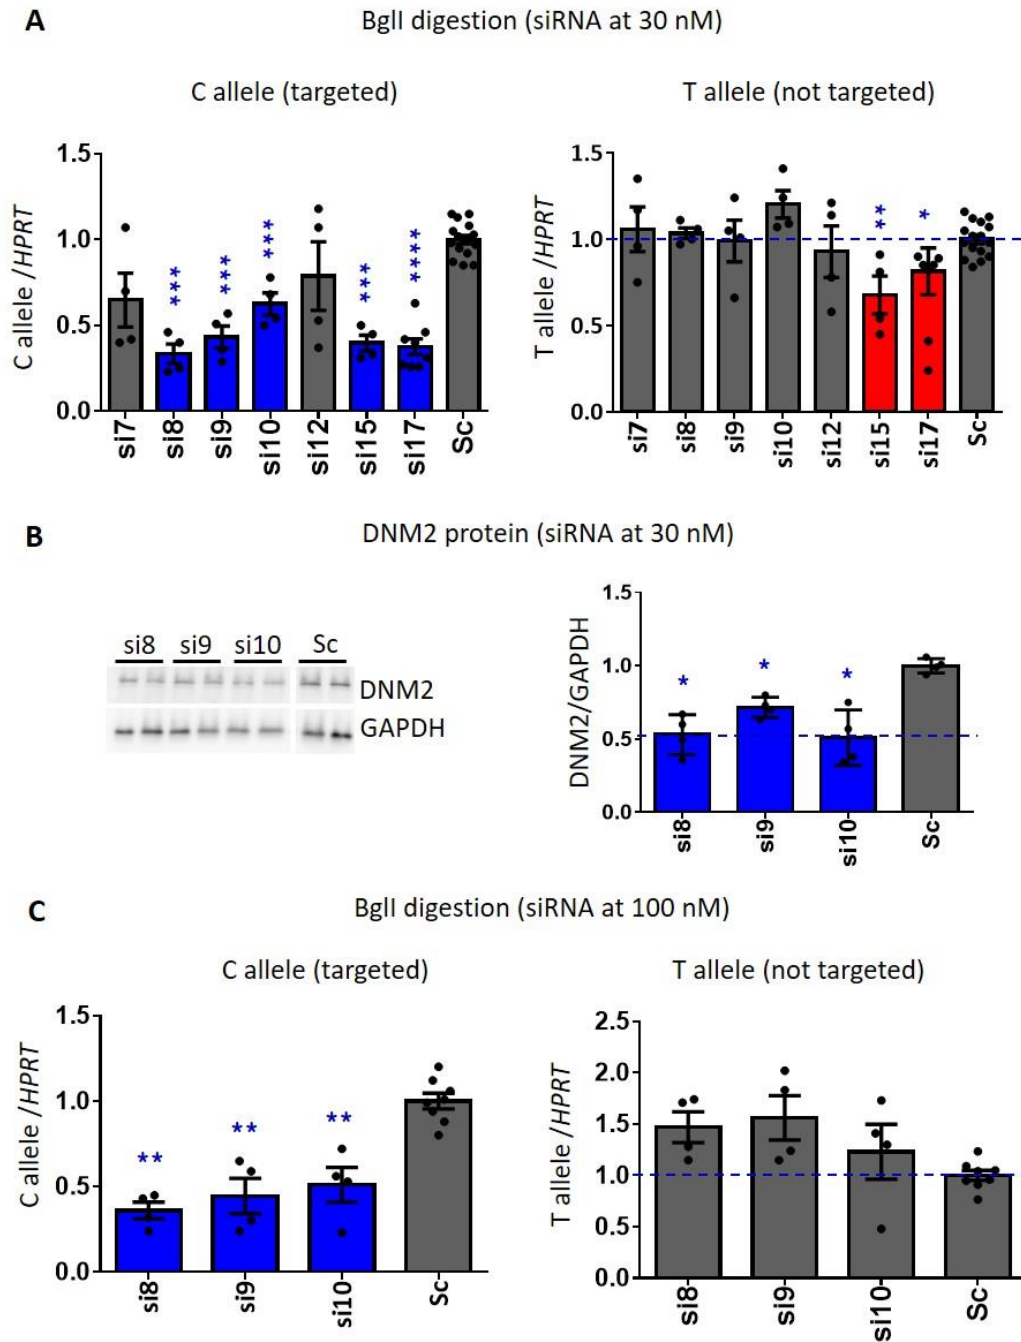 A
BglI digestion (siRNA at 30 nM)
C allele (targeted)
T allele (not targeted)
C allele /HPRT
1.5
1.0
0.5
0.0
***
***
***
***
****
si7
si8
si9
si10
si12
si15
si17
Sc
T allele /HPRT
1.5
1.0
0.5
0.0
**
*
si7
si8
si9
si10
si12
si15
si17
Sc
B
DNM2 protein (siRNA at 30 nM)
si8 si9 si10 Sc
DNM2
GAPDH
DNM2/GAPDH
1.5
1.0
0.5
0.0
*
*
*
si8
si9
si10
Sc
C
BglI digestion (siRNA at 100 nM)
C allele (targeted)
T allele (not targeted)
C allele /HPRT
1.5
1.0
0.5
0.0
**
**
**
si8
si9
si10
Sc
T allele /HPRT
2.5
2.0
1.5
1.0
0.5
0.0
si8
si9
si10
Sc